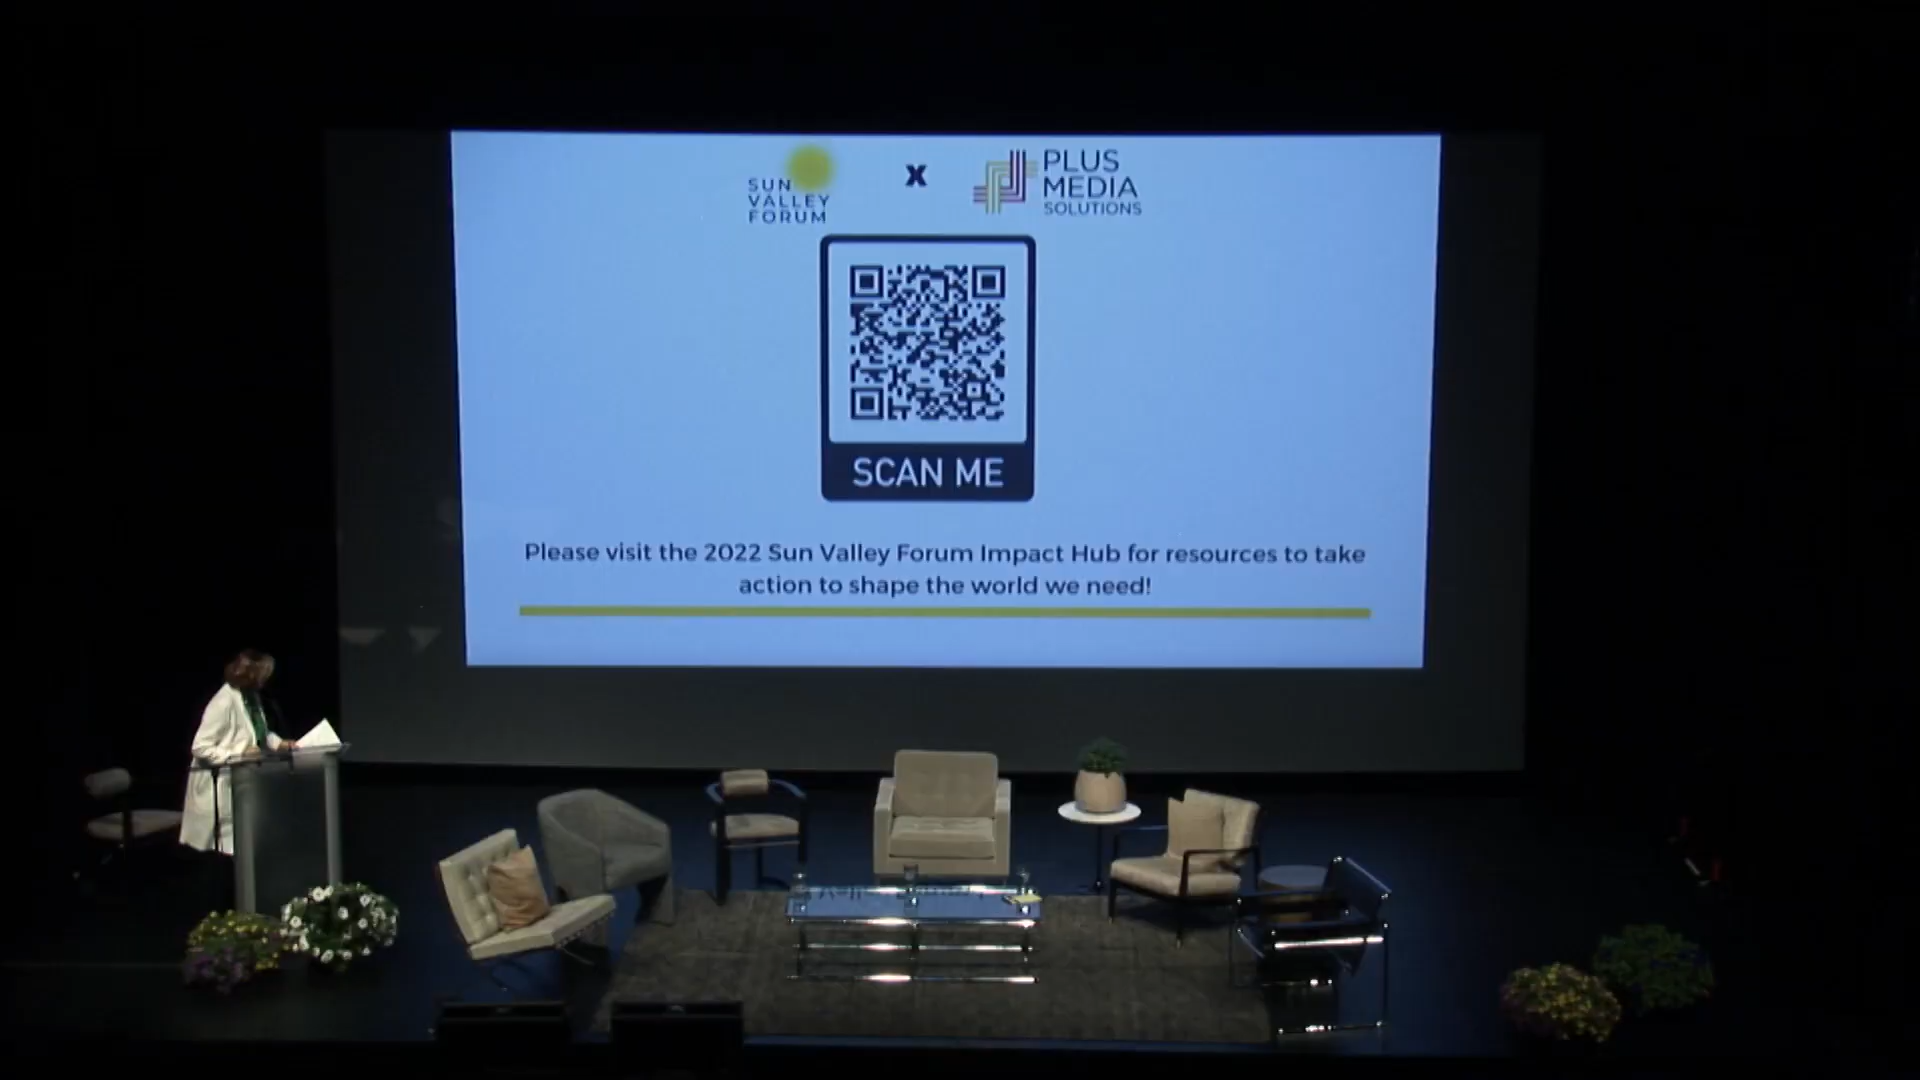 SUN
VALLEY
FORUM
X
PLUS
MEDIA
SOLUTIONS
SCAN ME
Please visit the 2022 Sun Valley Forum Impact Hub for resources to take
action to shape the world we need!